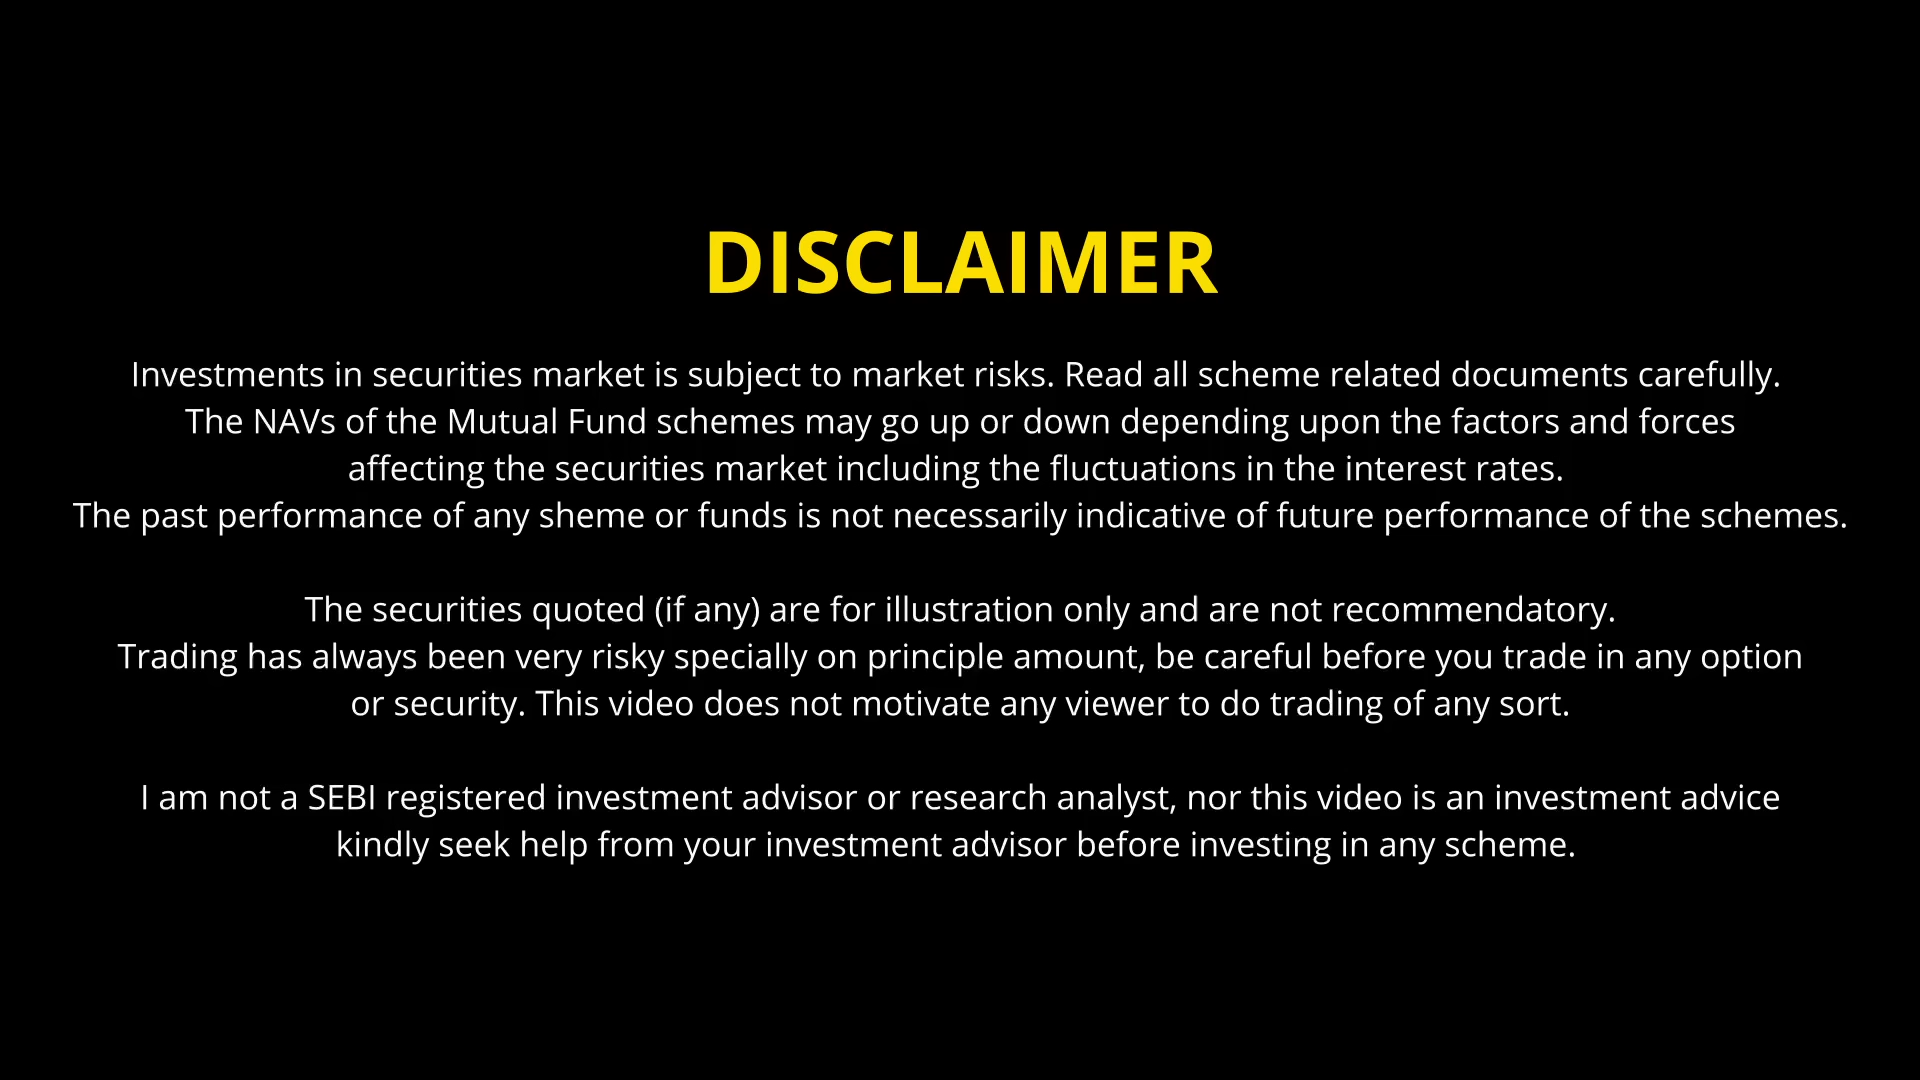 DISCLAIMER
Investments in securities market is subject to market risks. Read all scheme related documents carefully.
The NAVs of the Mutual Fund schemes may go up or down depending upon the factors and forces
affecting the securities market including the fluctuations in the interest rates.
The past performance of any sheme or funds is not necessarily indicative of future performance of the schemes.
The securities quoted (if any) are for illustration only and are not recommendatory.
Trading has always been very risky specially on principle amount, be careful before you trade in any option
or security. This video does not motivate any viewer to do trading of any sort.
I am not a SEBI registered investment advisor or research analyst, nor this video is an investment advice
kindly seek help from your investment advisor before investing in any scheme.